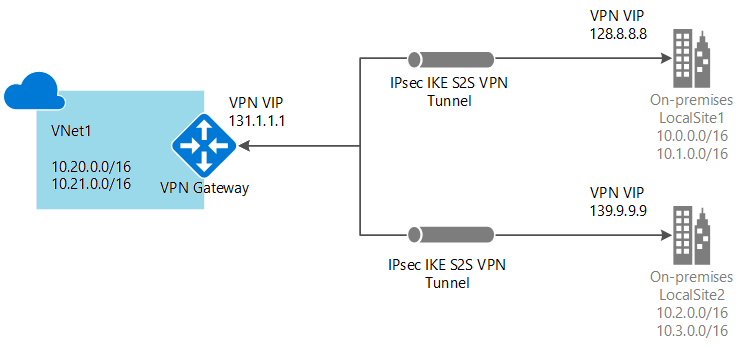 VPN VIP
128.8.8.8
IPsec IKE S2S VPN
Tunnel
On-premises
LocalSite1
10.0.0.0/16
10.1.0.0/16
VPN VIP
131.1.1.1
VNet1
10.20.0.0/16
10.21.0.0/16
VPN Gateway
VPN VIP
139.9.9.9
IPsec IKE S2S VPN
Tunnel
On-premises
LocalSite2
10.2.0.0/16
10.3.0.0/16